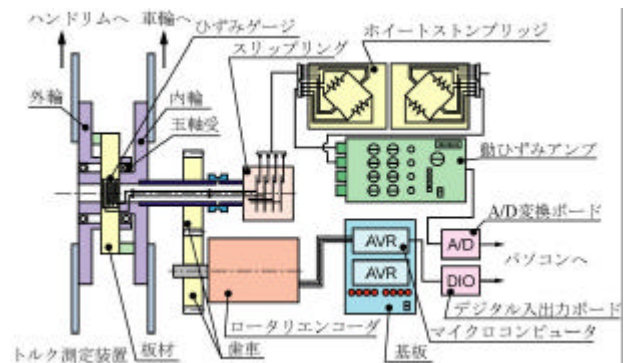 ハンドリムへ
車輪へ
ひずみゲージ
スリップリング
ホイートストンブリッジ
外輪
内輪
玉軸受
動ひずみアンプ
A/D変換ボード
A/D
パソコンへ
AVR
AVR
DIO
デジタル入出力ボード
マイクロコンピュータ
ロータリエンコーダ
基板
歯車
板材
トルク測定装置